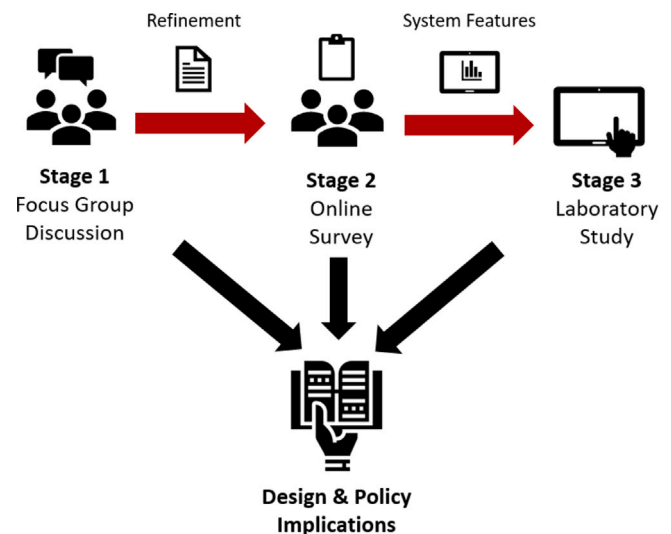 Refinement
System Features
Stage 1
Focus Group
Discussion
Stage 2
Online
Survey
Stage 3
Laboratory
Study
Design & Policy
Implications